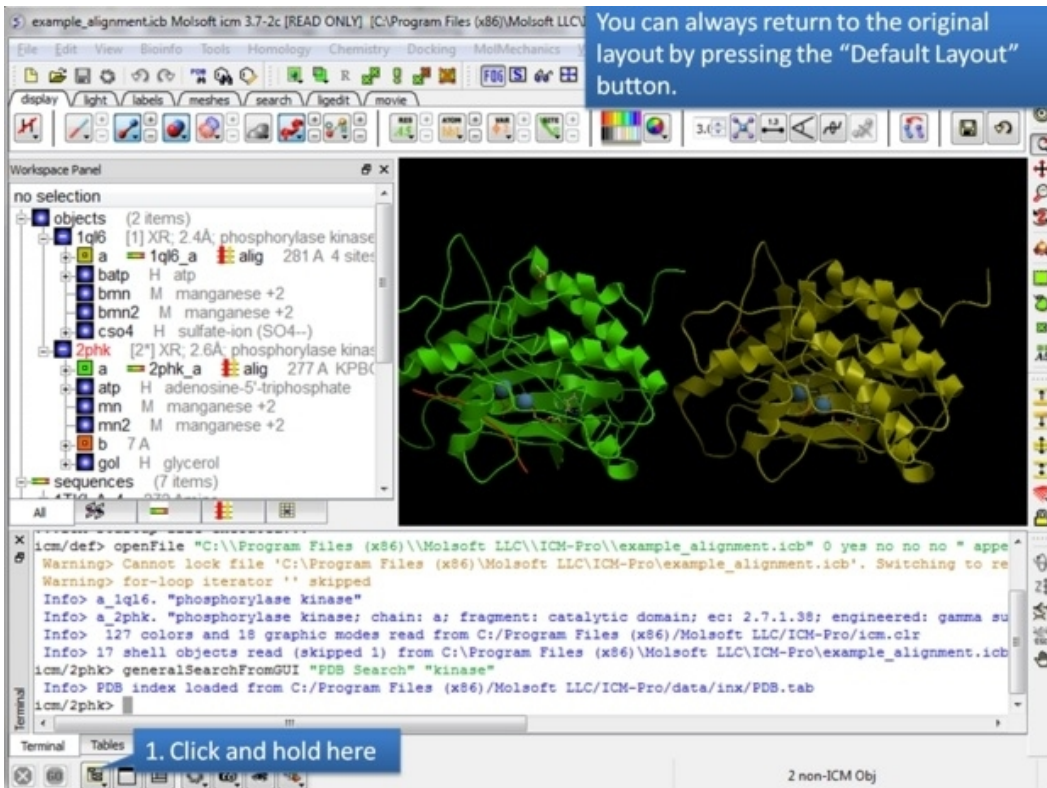 example_alignment.icb Molsoft icm 3.7-2c [READ ONLY] [C:\Program Files (x86)\Molsoft LLC\
You can always return to the original
layout by pressing the “Default Layout”
button.
File Edit View Bioinfo Tools Homology Chemistry Docking MolMechanics
display light labels meshes search ligedit movie
Workspace Panel
no selection
objects (2 items)
1ql6 [1] XR; 2.4Å; phosphorylase kinase
a 1ql6_a alig 281 A 4 sites
batp H atp
bmn M manganese +2
bmn2 M manganese +2
cso4 H sulfate-ion (SO4--)
2phk [2*] XR; 2.6Å; phosphorylase kinas
a 2phk_a alig 277 A KPB
atp H adenosine-5'-triphosphate
mn M manganese +2
mn2 M manganese +2
b 7 A
gol H glycerol
sequences (7 items)
All
icm/def> openFile "C:\\Program Files (x86)\\Molsoft LLC\\ICM-Pro\\example_alignment.icb" 0 yes no no no " appe
Warning> Cannot lock file 'C:\Program Files (x86)\Molsoft LLC\ICM-Pro\example_alignment.icb'. Switching to re
Warning> for-loop iterator '' skipped
Info> a_1ql6. "phosphorylase kinase"
Info> a_2phk. "phosphorylase kinase; chain: a; fragment: catalytic domain; ec: 2.7.1.38; engineered: gamma su
Info> 127 colors and 18 graphic modes read from C:/Program Files (x86)/Molsoft LLC/ICM-Pro/icm.clr
Info> 17 shell objects read (skipped 1) from C:\Program Files (x86)\Molsoft LLC\ICM-Pro\example_alignment.icb
icm/2phk> generalSearchFromGUI "PDB Search" "kinase"
Info> PDB index loaded from C:/Program Files (x86)/Molsoft LLC/ICM-Pro/data/inx/PDB.tab
icm/2phk>
Terminal
Terminal Tables
1. Click and hold here
2 non-ICM Obj